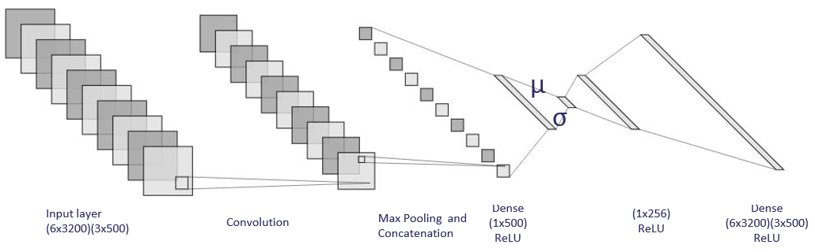 μ
σ
Input layer
(6x3200)(3x500)
Convolution
Max Pooling and
Concatenation
Dense
(1x500)
ReLU
(1x256)
ReLU
Dense
(6x3200)(3x500)
ReLU